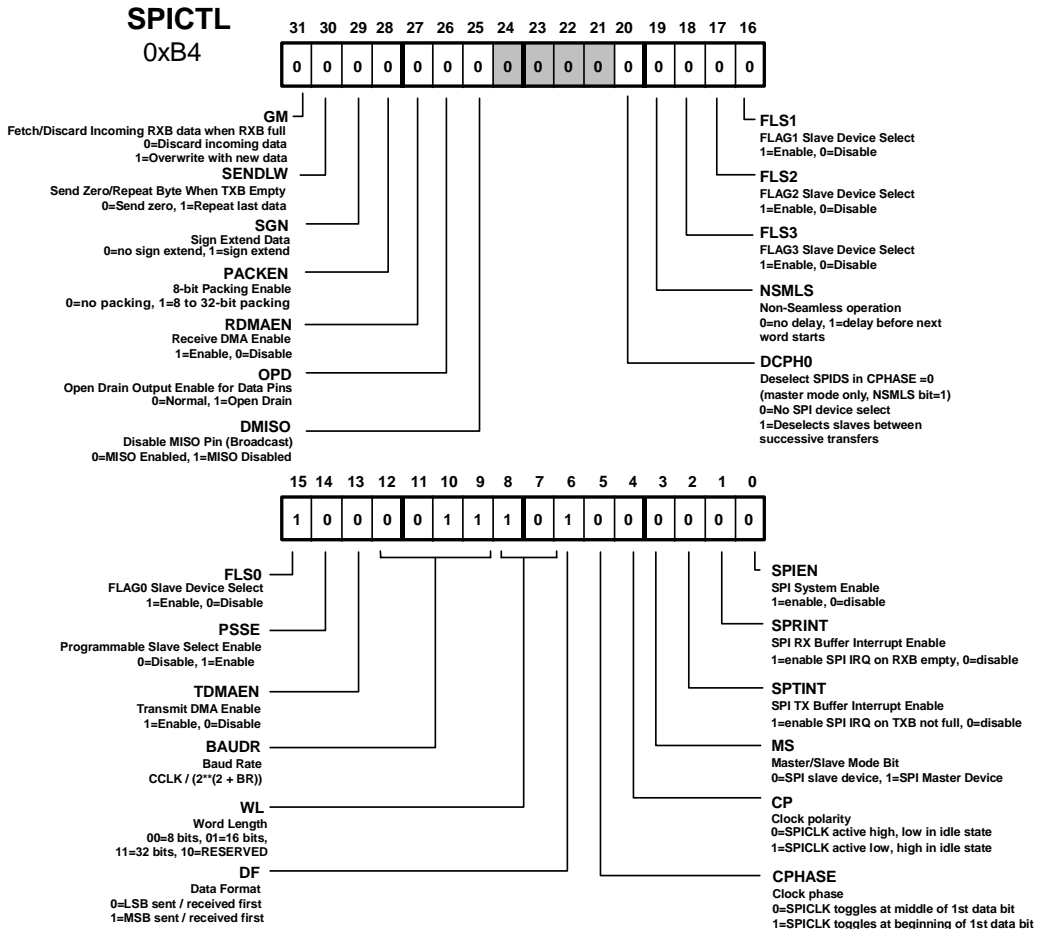 SPICTL
0xB4
31 30 29 28 27 26 25 24 23 22 21 20 19 18 17 16
0 0 0 0 0 0 0 0 0 0 0 0 0 0 0 0
GM
Fetch/Discard Incoming RXB data when RXB full
0=Discard incoming data
1=Overwrite with new data
SENDLW
Send Zero/Repeat Byte When TXB Empty
0=Send zero, 1=Repeat last data
SGN
Sign Extend Data
0=no sign extend, 1=sign extend
PACKEN
8-bit Packing Enable
0=no packing, 1=8 to 32-bit packing
RDMAEN
Receive DMA Enable
1=Enable, 0=Disable
OPD
Open Drain Output Enable for Data Pins
0=Normal, 1=Open Drain
DMISO
Disable MISO Pin (Broadcast)
0=MISO Enabled, 1=MISO Disabled
FLS1
FLAG1 Slave Device Select
1=Enable, 0=Disable
FLS2
FLAG2 Slave Device Select
1=Enable, 0=Disable
FLS3
FLAG3 Slave Device Select
1=Enable, 0=Disable
NSMLS
Non-Seamless operation
0=no delay, 1=delay before next
word starts
DCPH0
Deselect SPIDS in CPHASE =0
(master mode only, NSMLS bit=1)
0=No SPI device select
1=Deselects slaves between
successive transfers
15 14 13 12 11 10 9 8 7 6 5 4 3 2 1 0
1 0 0 0 0 1 1 1 0 1 0 0 0 0 0 0
FLS0
FLAG0 Slave Device Select
1=Enable, 0=Disable
PSSE
Programmable Slave Select Enable
0=Disable, 1=Enable
TDMAEN
Transmit DMA Enable
1=Enable, 0=Disable
BAUDR
Baud Rate
CCLK / (2**(2 + BR))
WL
Word Length
00=8 bits, 01=16 bits,
11=32 bits, 10=RESERVED
DF
Data Format
0=LSB sent / received first
1=MSB sent / received first
SPIEN
SPI System Enable
1=enable, 0=disable
SPRINT
SPI RX Buffer Interrupt Enable
1=enable SPI IRQ on RXB empty, 0=disable
SPTINT
SPI TX Buffer Interrupt Enable
1=enable SPI IRQ on TXB not full, 0=disable
MS
Master/Slave Mode Bit
0=SPI slave device, 1=SPI Master Device
CP
Clock polarity
0=SPICLK active high, low in idle state
1=SPICLK active low, high in idle state
CPHASE
Clock phase
0=SPICLK toggles at middle of 1st data bit
1=SPICLK toggles at beginning of 1st data bit